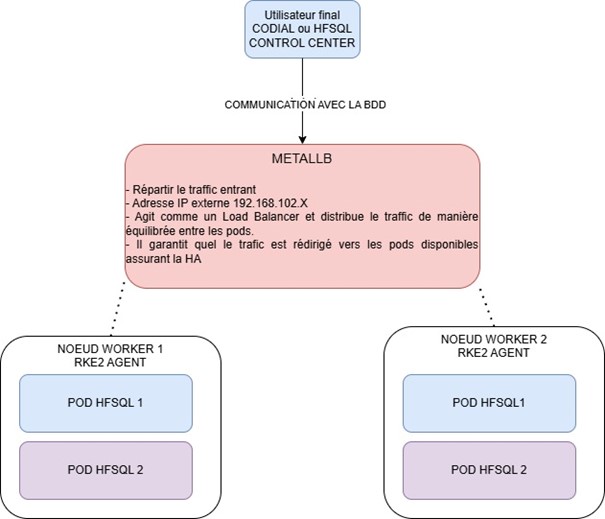 Utilisateur final
CODIAL ou HFSQL
CONTROL CENTER
COMMUNICATION AVEC LA BDD
METALLB
- Répartir le traffic entrant
- Adresse IP externe 192.168.102.X
- Agit comme un Load Balancer et distribue le traffic de manière
équilibrée entre les pods.
- Il garantit quel le trafic est rédirigé vers les pods disponibles
assurant la HA
NOEUD WORKER 1
RKE2 AGENT
POD HFSQL 1
POD HFSQL 2
NOEUD WORKER 2
RKE2 AGENT
POD HFSQL1
POD HFSQL 2